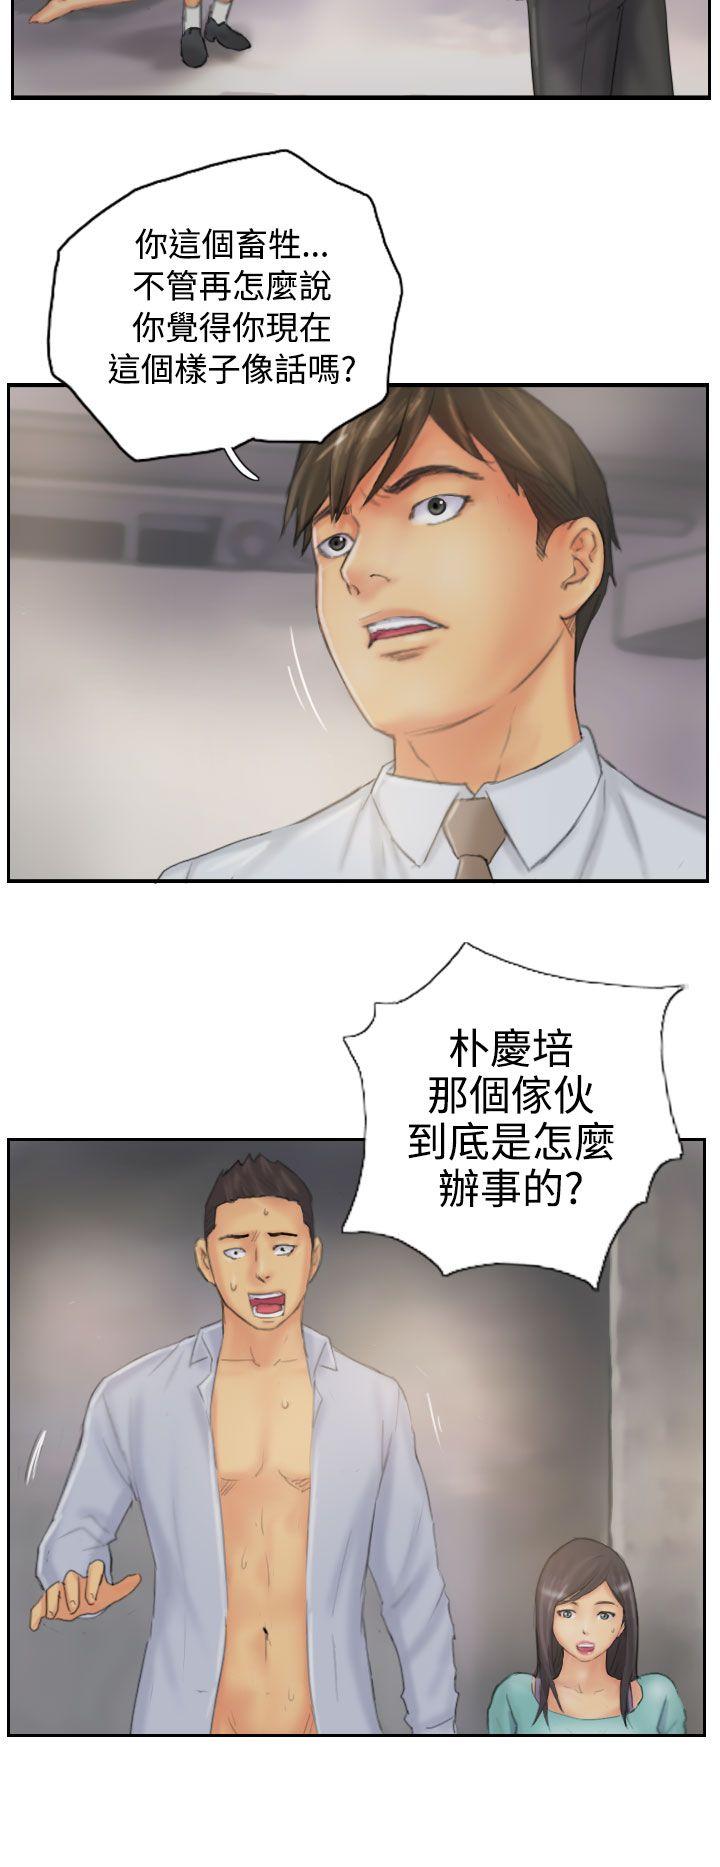 你這個畜牲...
不管再怎麼說
你覺得你現在
這個樣子像話嗎?
朴慶培
那個傢伙
到底是怎麼
辦事的?